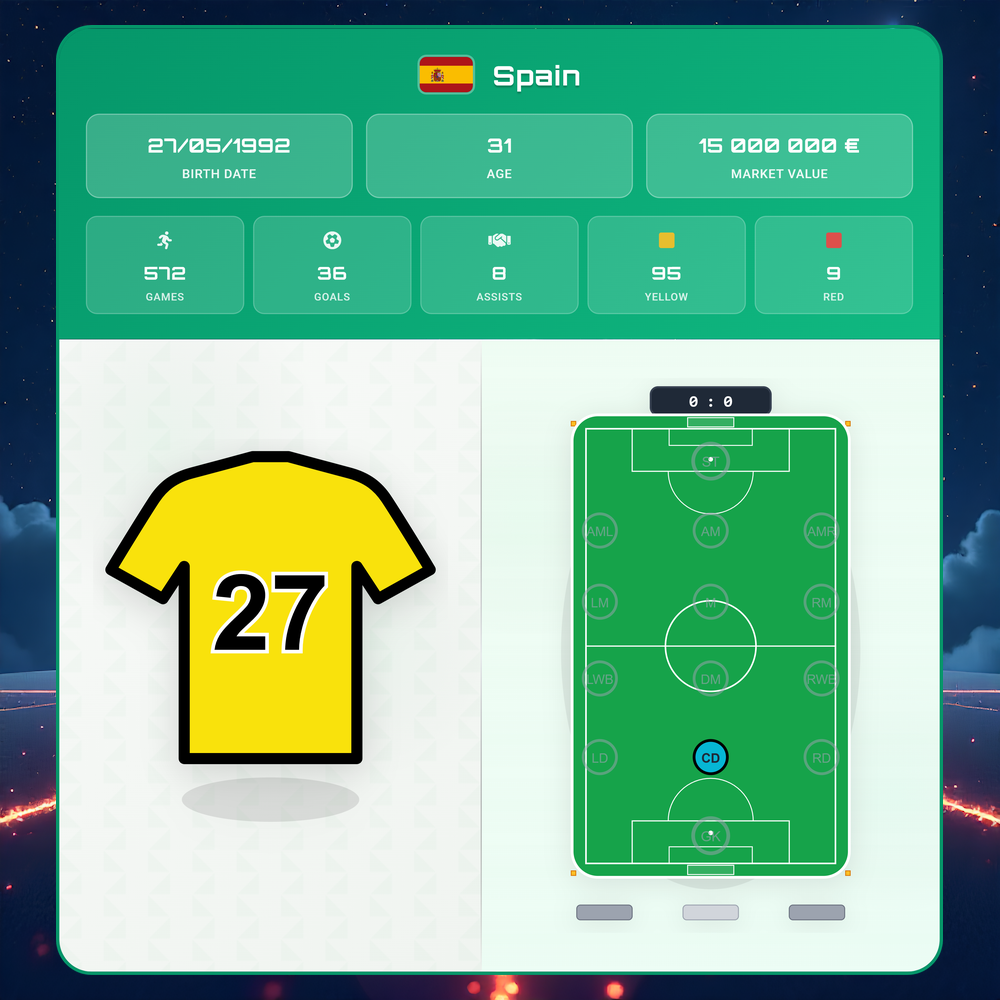 Spain
27/05/1992
BIRTH DATE
31
AGE
15 000 000 €
MARKET VALUE
572
GAMES
36
GOALS
8
ASSISTS
95
YELLOW
9
RED
27
0 : 0
ST
AML
AM
AMR
LM
M
RM
LWB
DM
RWB
LD
CD
RD
GK